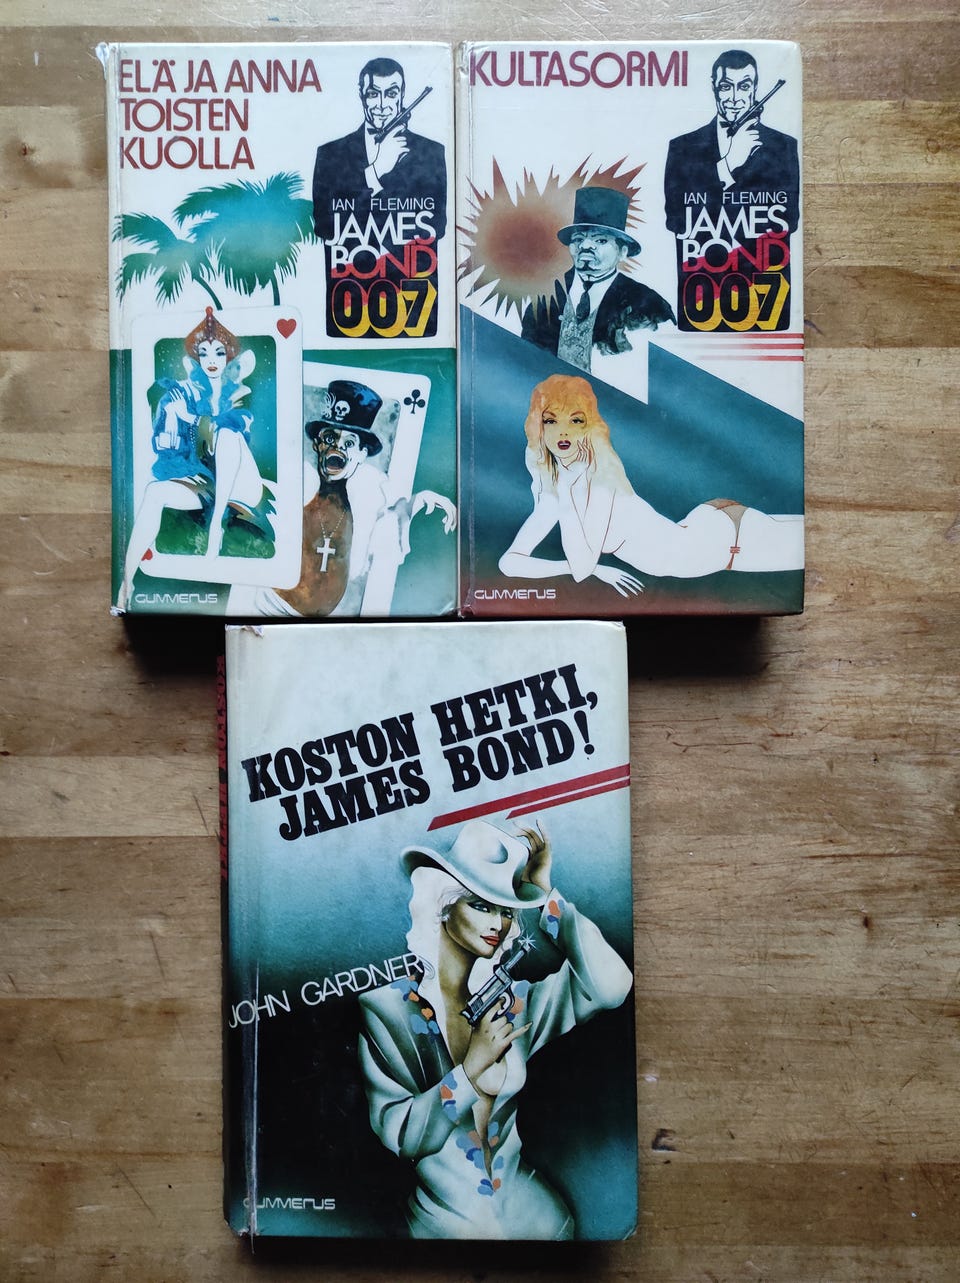 ELÄ JA ANNA
TOISTEN
KUOLLA
IAN FLEMING
JAMES
BOND
007
GUMMERUS
KULTASORMI
IAN FLEMING
JAMES
BOND
007
GUMMERUS
KOSTON HETKI,
JAMES BOND!
JOHN GARDNER
GUMMERUS